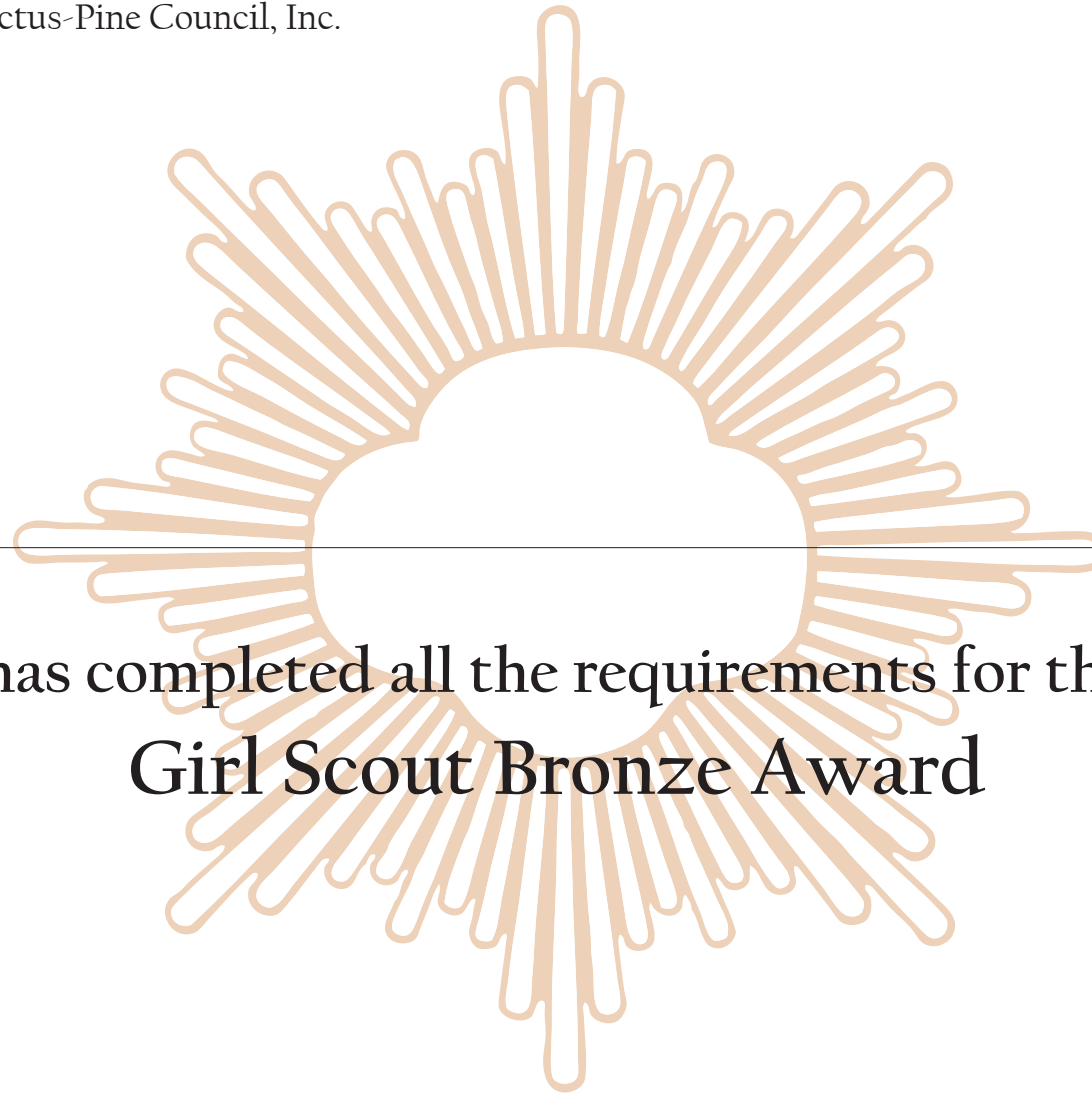 ctus-Pine Council, Inc.
has completed all the requirements for th
Girl Scout Bronze Award